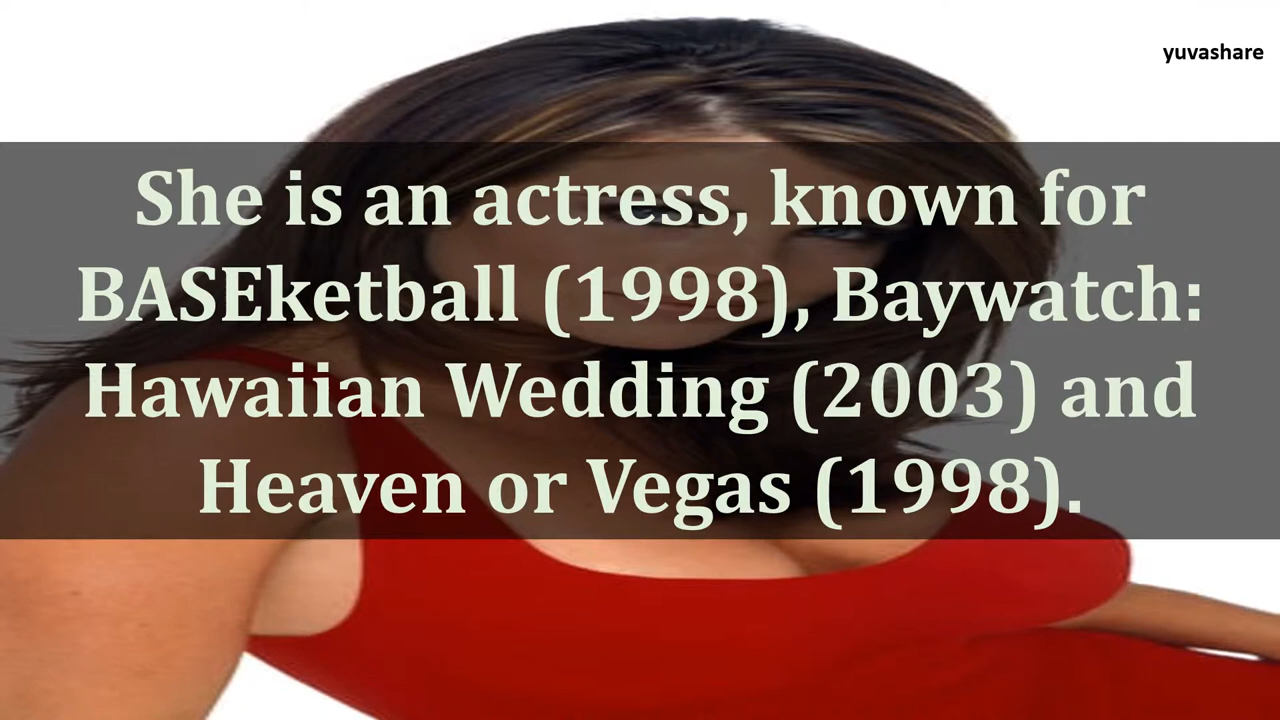 yuvashare
She is an actress, known for
BASEketball (1998), Baywatch:
Hawaiian Wedding (2003) and
Heaven or Vegas (1998).